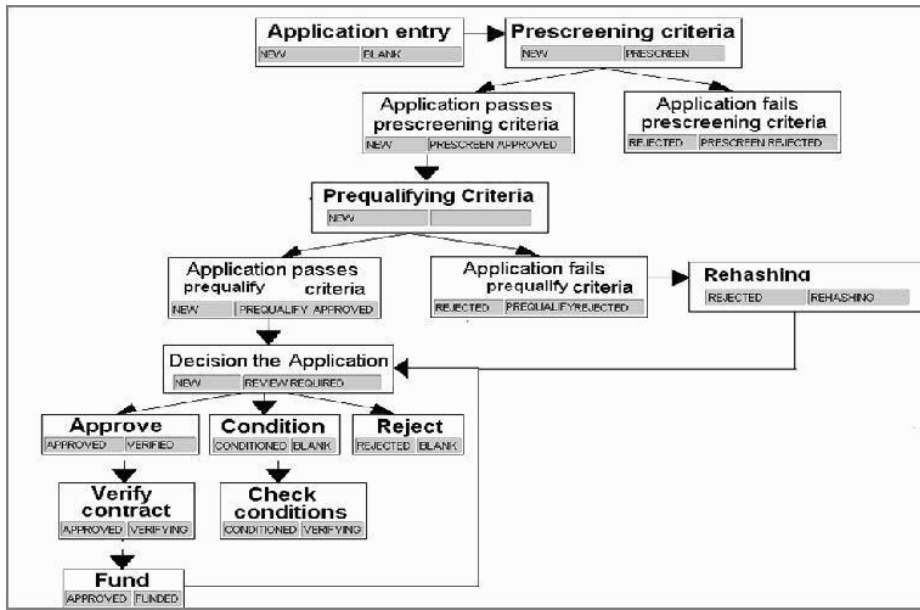 Application entry
NEW BLANK
Prescreening criteria
NEW PRESCREEN
Application passes
prescreening criteria
NEW PRESCREEN APPROVED
Application fails
prescreening criteria
REJECTED PRESCREEN REJECTED
Prequalifying Criteria
NEW
Application passes
prequalify criteria
NEW PREQUALIFY APPROVED
Application fails
prequalify criteria
REJECTED PREQUALIFYREJECTED
Rehashing
REJECTED REHASHING
Decision the Application
NEW REVIEW REQUIRED
Approve
APPROVED VERIFIED
Condition
CONDITIONED BLANK
Reject
REJECTED BLANK
Verify
contract
APPROVED VERIFYING
Check
conditions
CONDITIONED VERIFYING
Fund
APPROVED FUNDED